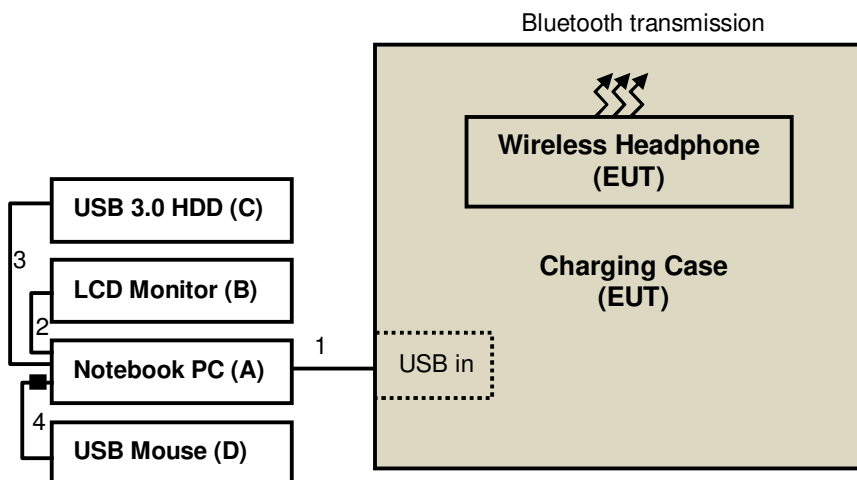 Bluetooth transmission
Wireless Headphone
(EUT)
USB 3.0 HDD (C)
3
LCD Monitor (B)
Charging Case
(EUT)
2
1
Notebook PC (A)
USB in
4
USB Mouse (D)